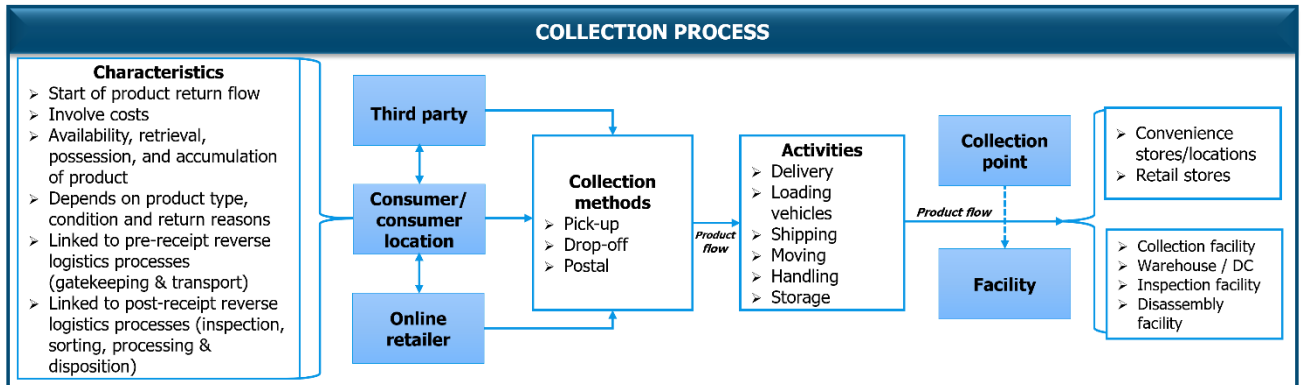 COLLECTION PROCESS
Characteristics
➢ Start of product return flow
➢ Involve costs
➢ Availability, retrieval,
possession, and accumulation
of product
➢ Depends on product type,
condition and return reasons
➢ Linked to pre-receipt reverse
logistics processes
(gatekeeping & transport)
➢ Linked to post-receipt reverse
logistics processes (inspection,
sorting, processing &
disposition)
Third party
Consumer/
consumer
location
Online
retailer
Collection
methods
➢ Pick-up
➢ Drop-off
➢ Postal
Product
flow
Activities
➢ Delivery
➢ Loading
vehicles
➢ Shipping
➢ Moving
➢ Handling
➢ Storage
Product flow
Collection
point
Facility
➢ Convenience
stores/locations
➢ Retail stores
➢ Collection facility
➢ Warehouse / DC
➢ Inspection facility
➢ Disassembly
facility